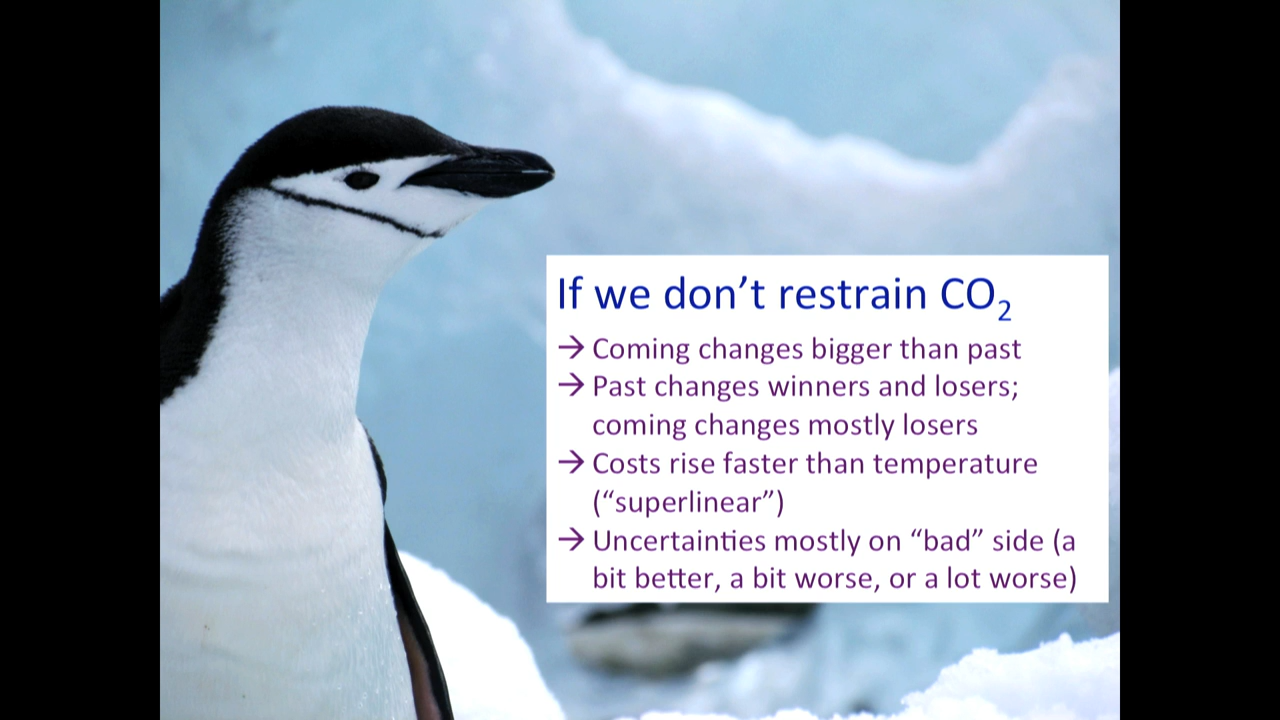 If we don’t restrain CO₂
→ Coming changes bigger than past
→ Past changes winners and losers;
coming changes mostly losers
→ Costs rise faster than temperature
(“superlinear”)
→ Uncertainties mostly on “bad” side (a
bit better, a bit worse, or a lot worse)